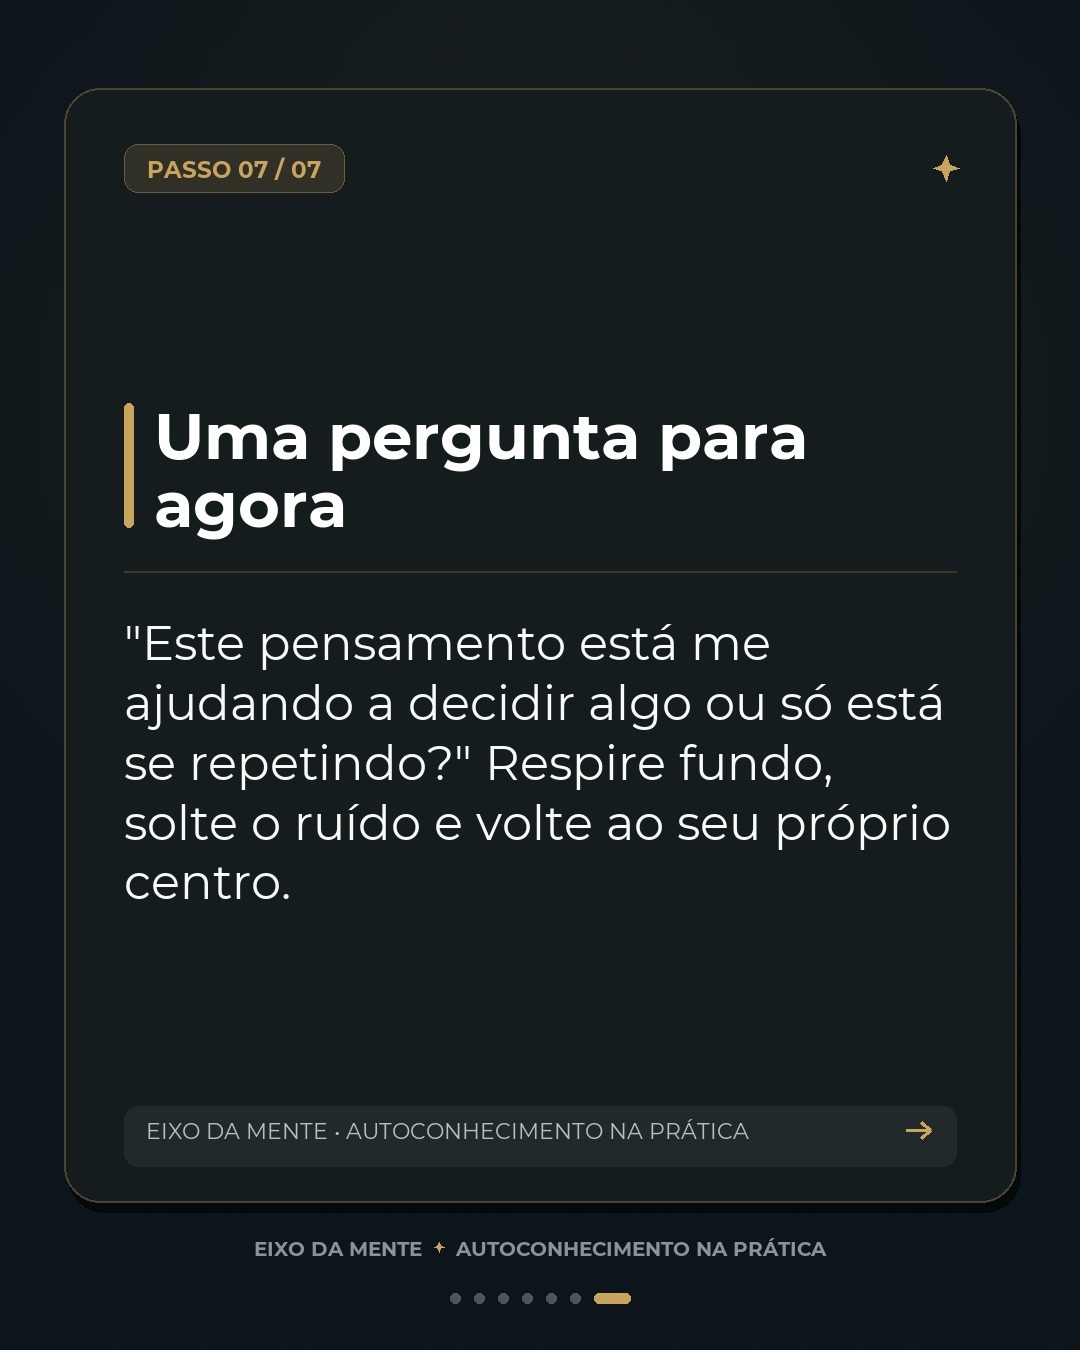 PASSO 07 / 07
Uma pergunta para
agora
"Este pensamento está me
ajudando a decidir algo ou só está
se repetindo?" Respire fundo,
solte o ruído e volte ao seu próprio
centro.
EIXO DA MENTE • AUTOCONHECIMENTO NA PRÁTICA
EIXO DA MENTE ✦ AUTOCONHECIMENTO NA PRÁTICA